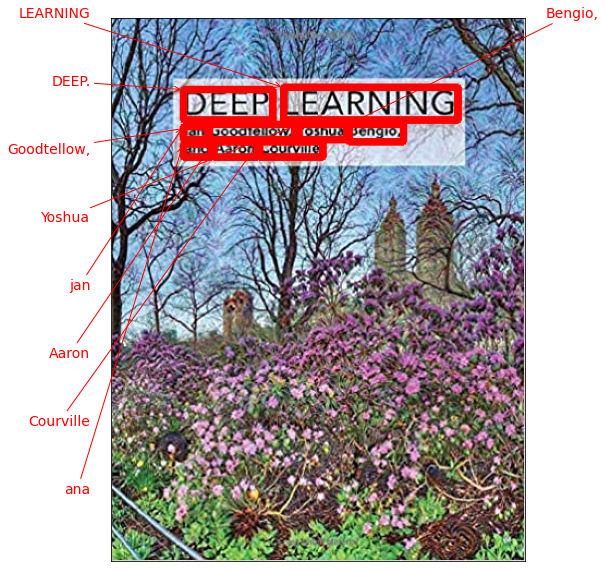 LEARNING
Bengio,
DEEP.
DEEP LEARNING
Ian Goodfellow, Yoshua Bengio,
and Aaron Courville
Goodtellow,
Yoshua
jan
Aaron
Courville
ana